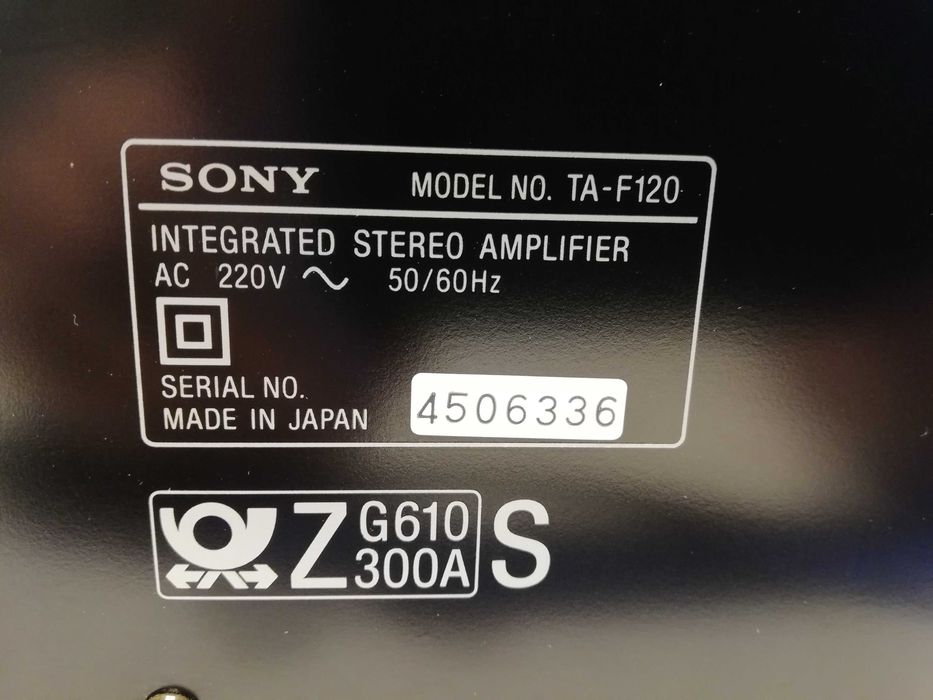 SONY MODEL NO. TA-F120
INTEGRATED STEREO AMPLIFIER
AC 220V ~ 50/60Hz
SERIAL NO.
MADE IN JAPAN 4506336
Z G610 S
300A